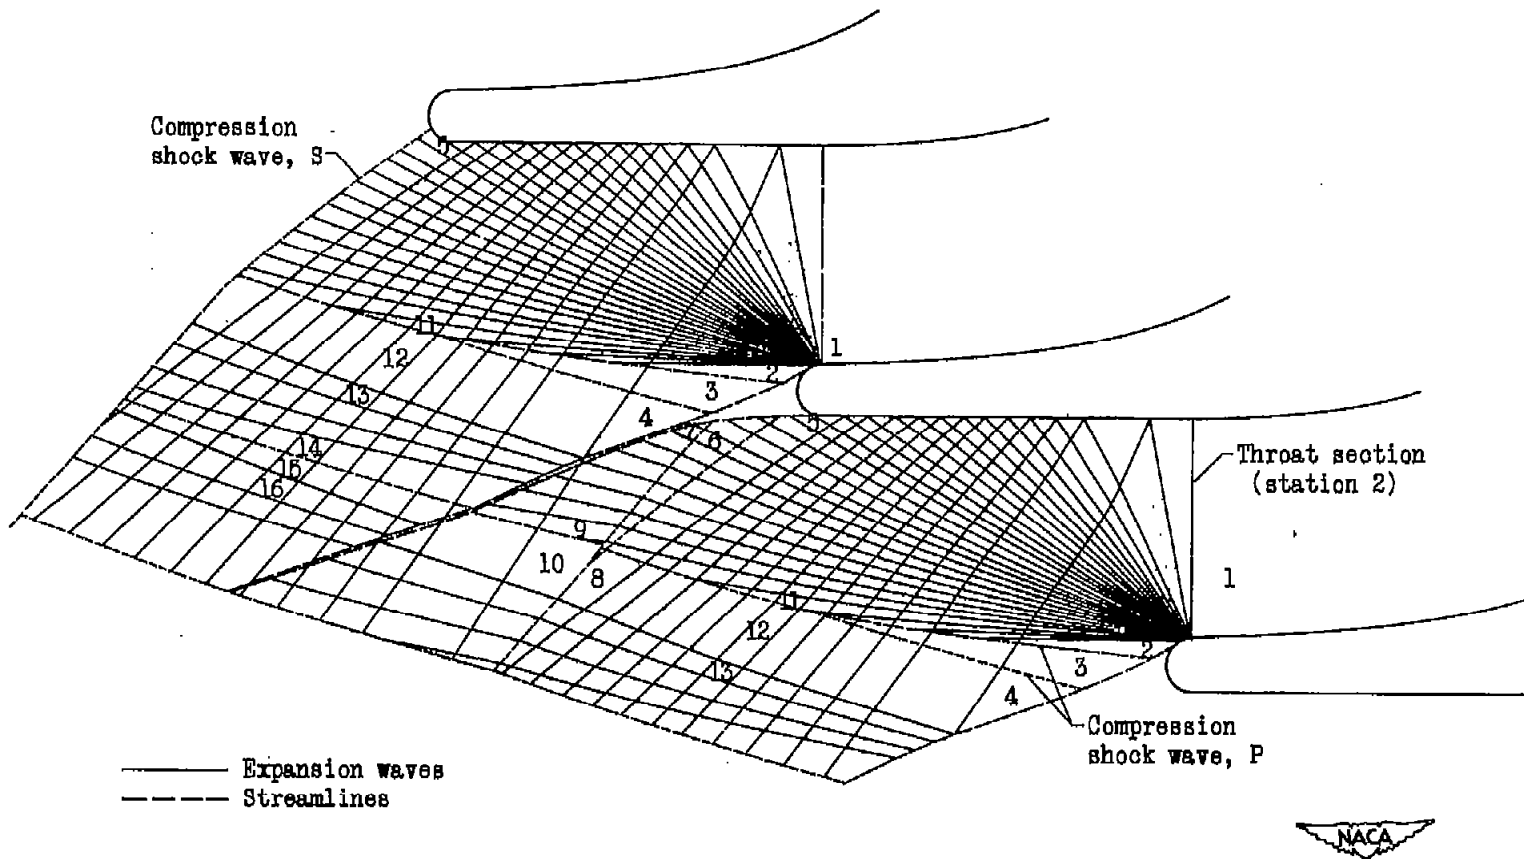 Compression
shock wave, S
5
1
11
2
12
3
13
4
5
7
6
14
Throat section
(station 2)
15
16
9
10
8
1
11
12
2
3
13
4
Compression
shock wave, P
Expansion waves
Streamlines
NACA